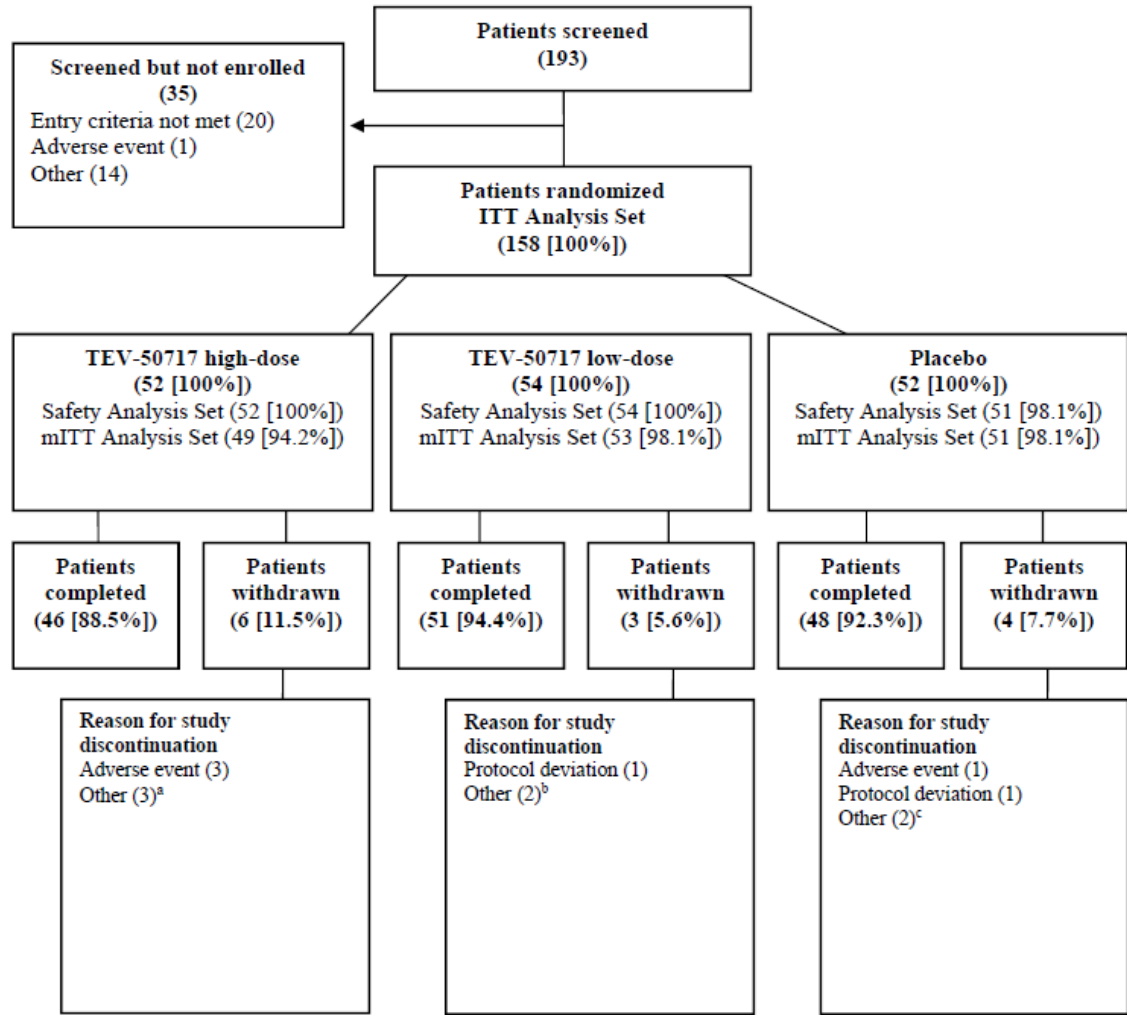 Patients screened
(193)
Screened but not enrolled
(35)
Entry criteria not met (20)
Adverse event (1)
Other (14)
Patients randomized
ITT Analysis Set
(158 [100%])
TEV-50717 high-dose
(52 [100%])
Safety Analysis Set (52 [100%])
mITT Analysis Set (49 [94.2%])
TEV-50717 low-dose
(54 [100%])
Safety Analysis Set (54 [100%])
mITT Analysis Set (53 [98.1%])
Placebo
(52 [100%])
Safety Analysis Set (51 [98.1%])
mITT Analysis Set (51 [98.1%])
Patients
completed
(46 [88.5%])
Patients
withdrawn
(6 [11.5%])
Patients
completed
(51 [94.4%])
Patients
withdrawn
(3 [5.6%])
Patients
completed
(48 [92.3%])
Patients
withdrawn
(4 [7.7%])
Reason for study
discontinuation
Adverse event (3)
Other (3)ᵃ
Reason for study
discontinuation
Protocol deviation (1)
Other (2)ᵇ
Reason for study
discontinuation
Adverse event (1)
Protocol deviation (1)
Other (2)ᶜ